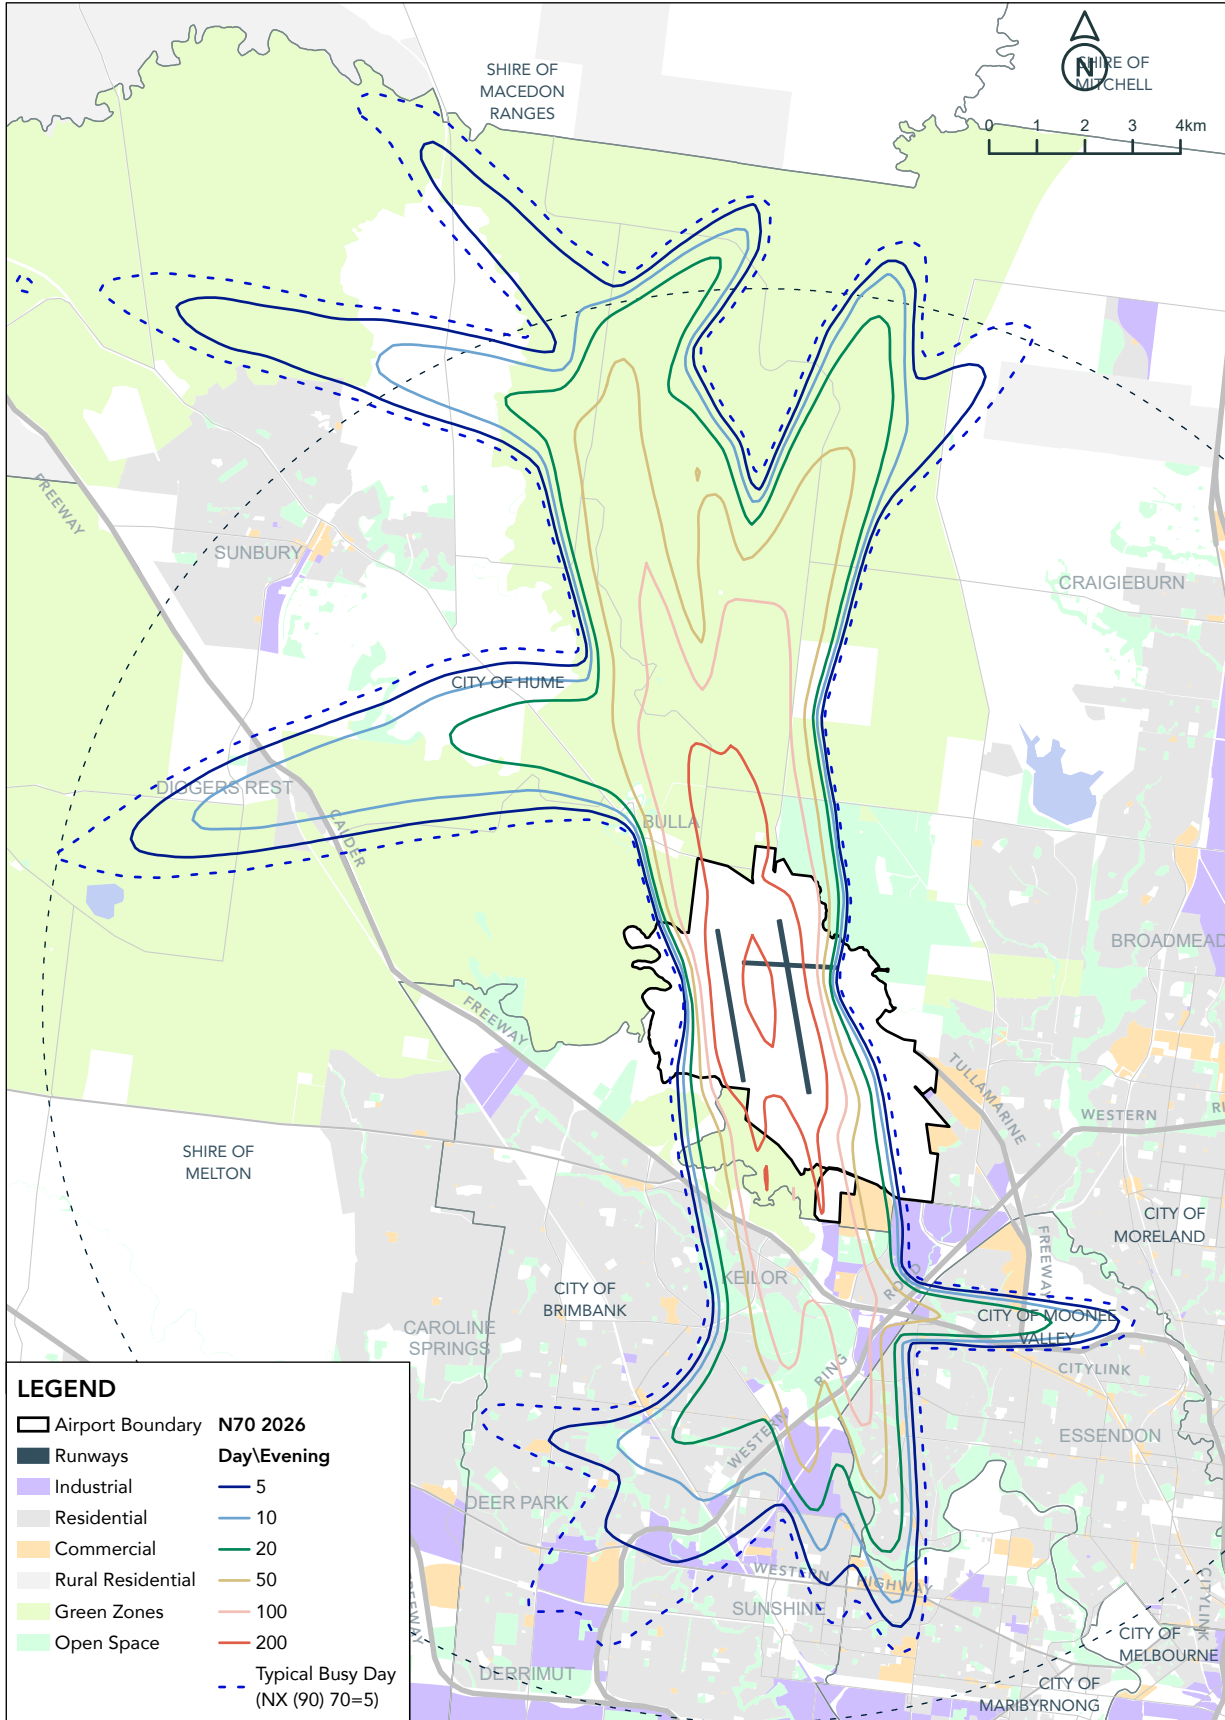 SHIRE OF
MACEDON
RANGES
N
SHIRE OF
MITCHELL
0 1 2 3 4km
FREEWAY
SUNBURY
CRAIGIEBURN
CITY OF HUME
DIGGERS REST
CALDER
BULLA
BROADMEAD
FREEWAY
TULLAMARINE
WESTERN
SHIRE OF
MELTON
CITY OF
MORELAND
FREEWAY
KEILOR
ROAD
CITY OF
BRIMBANK
CITY OF MOONEE
VALLEY
CAROLINE
SPRINGS
RING
CITYLINK
WESTERN
ESSENDON
DEER PARK
WESTERN
HIGHWAY
SUNSHINE
CITYLINK
CITY OF
MELBOURNE
DERRIMUT
CITY OF
MARIBYRNONG
LEGEND
Airport Boundary N70 2026
Runways Day\Evening
Industrial 5
Residential 10
Commercial 20
Rural Residential 50
Green Zones 100
Open Space 200
Typical Busy Day
(NX (90) 70=5)